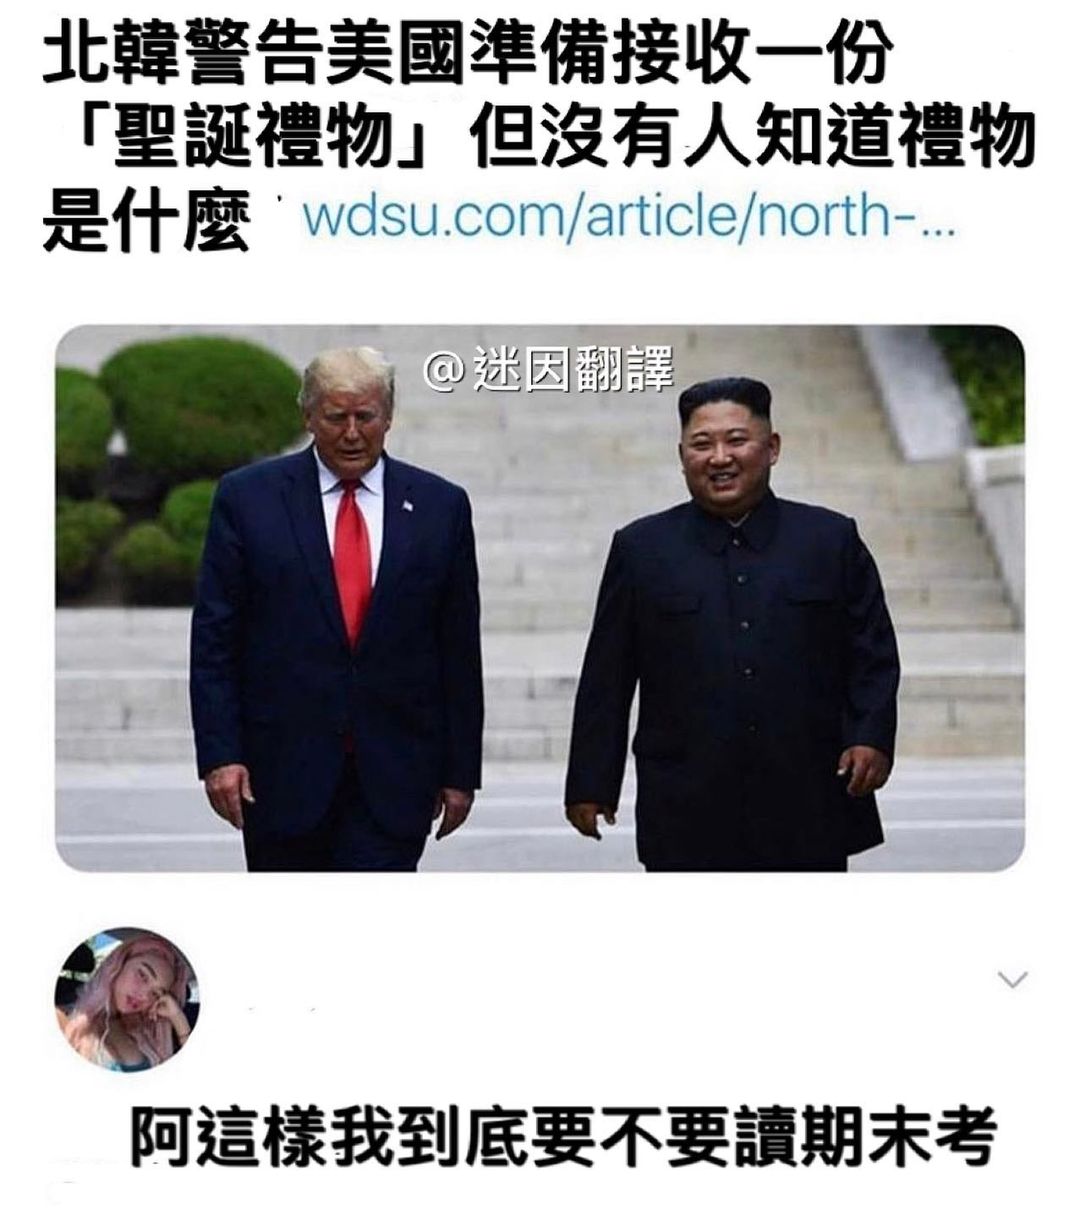 北韓警告美國準備接收一份
「聖誕禮物」但沒有人知道禮物
是什麼 wdsu.com/article/north-...
@迷因翻譯
阿這樣我到底要不要讀期末考